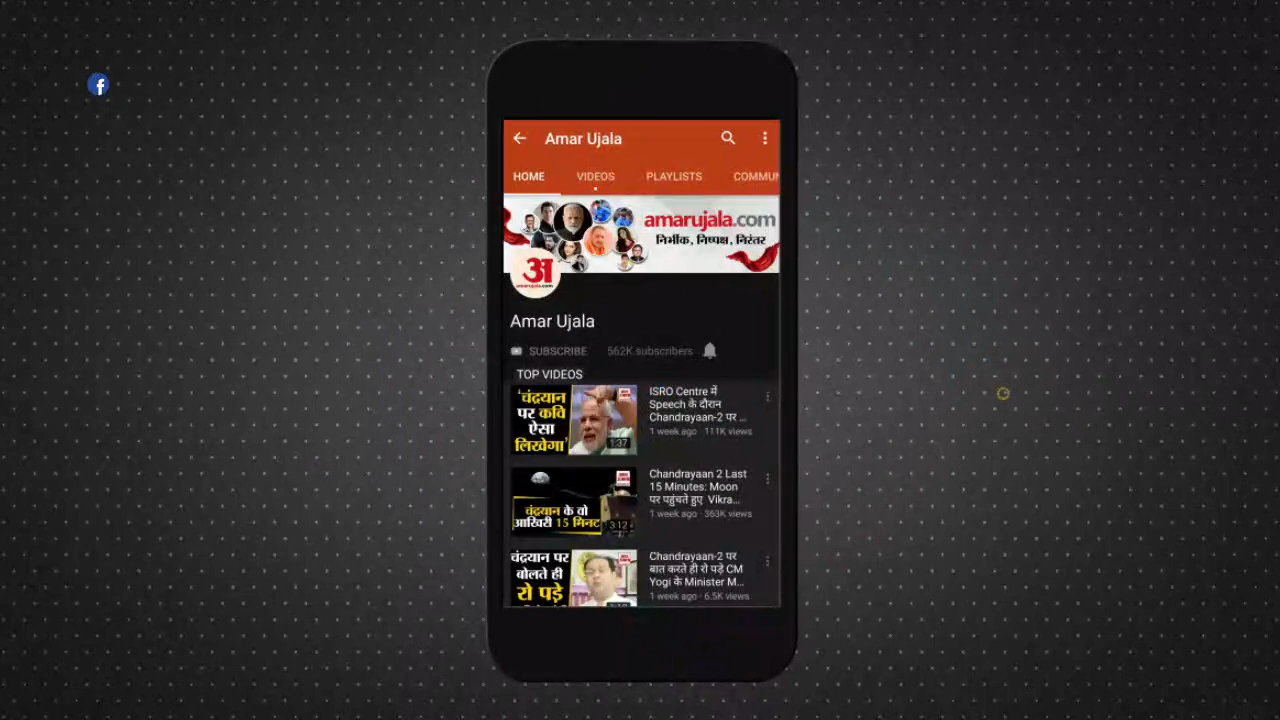 Amar Ujala
HOME VIDEOS PLAYLISTS COMMUN
amarujala.com
निर्भीक, निष्पक्ष, निरंतर
अ
amarujala.com
Amar Ujala
SUBSCRIBE 562K subscribers
TOP VIDEOS
'चंद्रयान
पर कवि
ऐसा
लिखेगा'
1:37
ISRO Centre में
Speech के दौरान
Chandrayaan-2 पर ...
1 week ago · 111K views
चंद्रयान के वो
आखिरी 15 मिनट
3:12
Chandrayaan 2 Last
15 Minutes: Moon
पर पहुंचते हुए Vikra...
1 week ago · 363K views
चंद्रयान पर
बोलते ही
रो पड़े
Chandrayaan-2 पर
बात करते ही रो पड़े CM
Yogi के Minister M...
1 week ago · 6.5K views